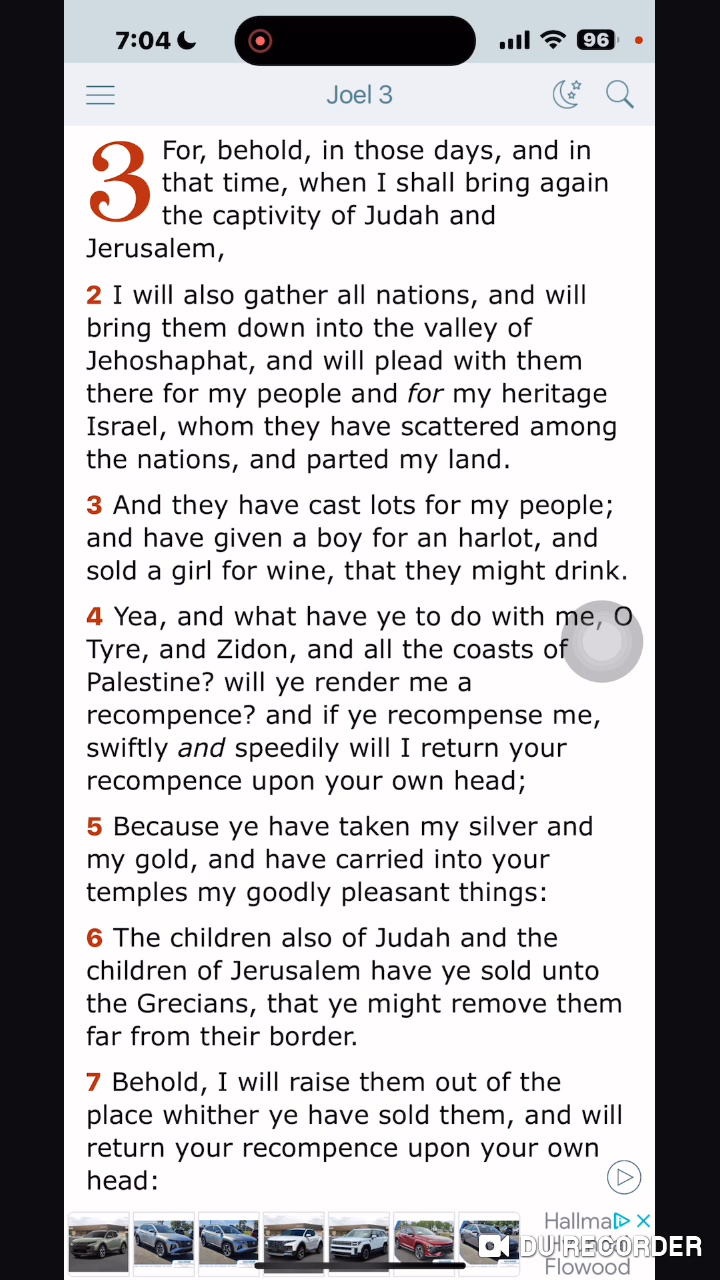 7:04
96
Joel 3
3 For, behold, in those days, and in
that time, when I shall bring again
the captivity of Judah and
Jerusalem,
2 I will also gather all nations, and will
bring them down into the valley of
Jehoshaphat, and will plead with them
there for my people and for my heritage
Israel, whom they have scattered among
the nations, and parted my land.
3 And they have cast lots for my people;
and have given a boy for an harlot, and
sold a girl for wine, that they might drink.
4 Yea, and what have ye to do with me, O
Tyre, and Zidon, and all the coasts of
Palestine? will ye render me a
recompence? and if ye recompense me,
swiftly and speedily will I return your
recompence upon your own head;
5 Because ye have taken my silver and
my gold, and have carried into your
temples my goodly pleasant things:
6 The children also of Judah and the
children of Jerusalem have ye sold unto
the Grecians, that ye might remove them
far from their border.
7 Behold, I will raise them out of the
place whither ye have sold them, and will
return your recompence upon your own
head:
Hallma
DU RECORDER
Flowood